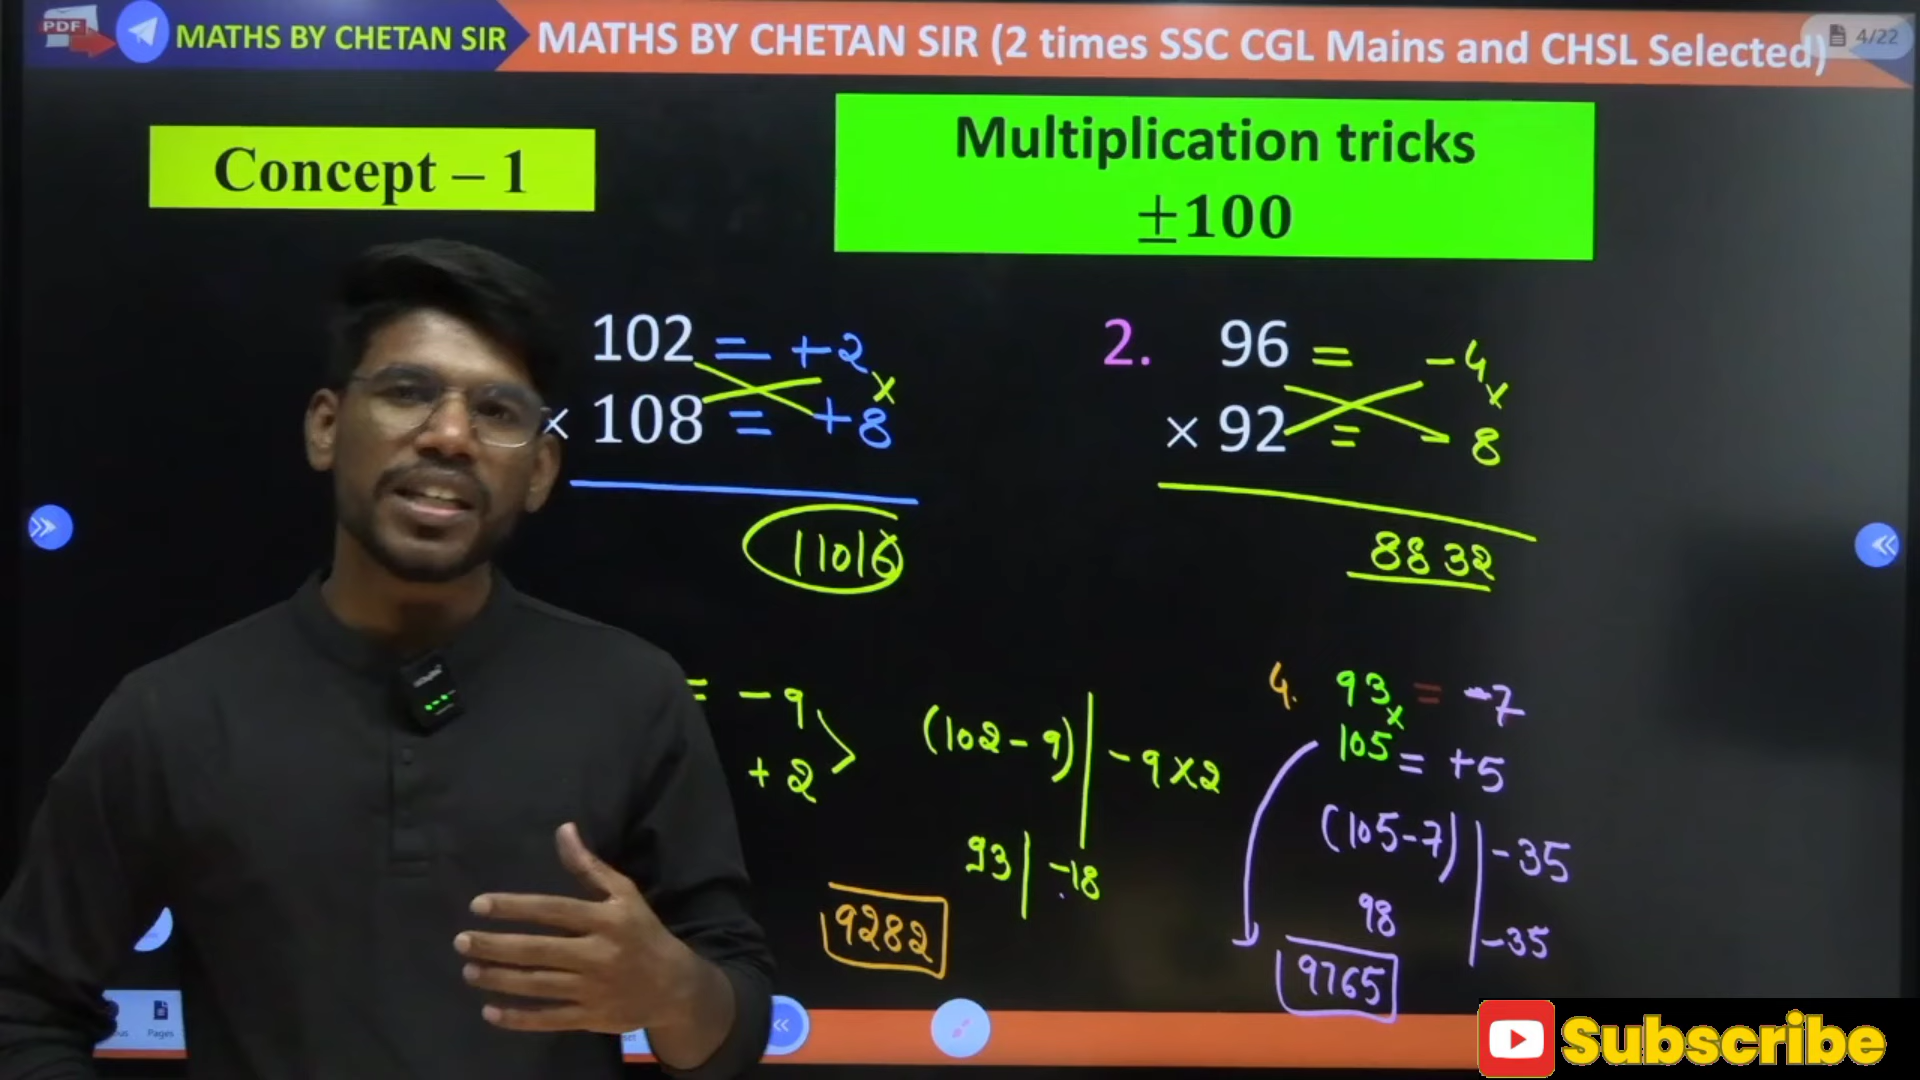 PDF
MATHS BY CHETAN SIR
MATHS BY CHETAN SIR (2 times SSC CGL Mains and CHSL Selected)
4/22
Concept – 1
Multiplication tricks
±100
102 = +2
× 108 = +8
×
11016
2. 96 = -4
× 92 = - 8
×
8832
= -9
+2
(102-9) | -9×2
93 | -18
9282
4. 93 = -7
×
105 = +5
(105-7) | -35
98 | -35
9765
Pages
Subscribe